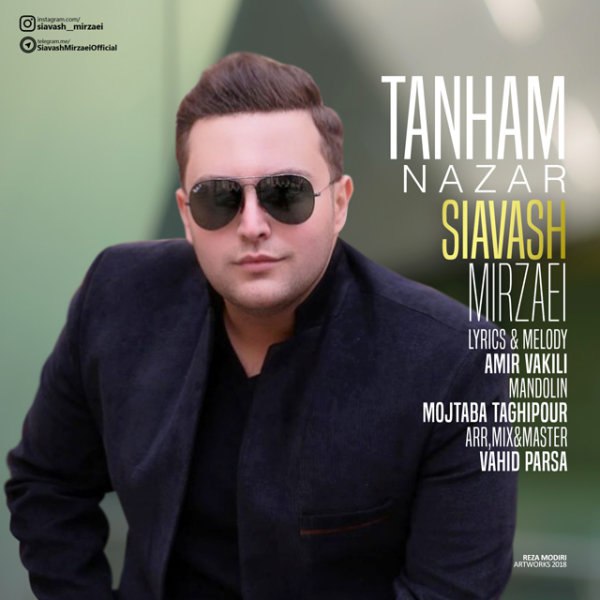 instagram.com/
siavash_mirzaei
telegram.me/
SiavashMirzaeiOfficial
TANHAM
NAZAR
SIAVASH
MIRZAEI
LYRICS & MELODY
AMIR VAKILI
MANDOLIN
MOJTABA TAGHIPOUR
ARR,MIX&MASTER
VAHID PARSA
REZA MODIRI
ARTWORKS 2018